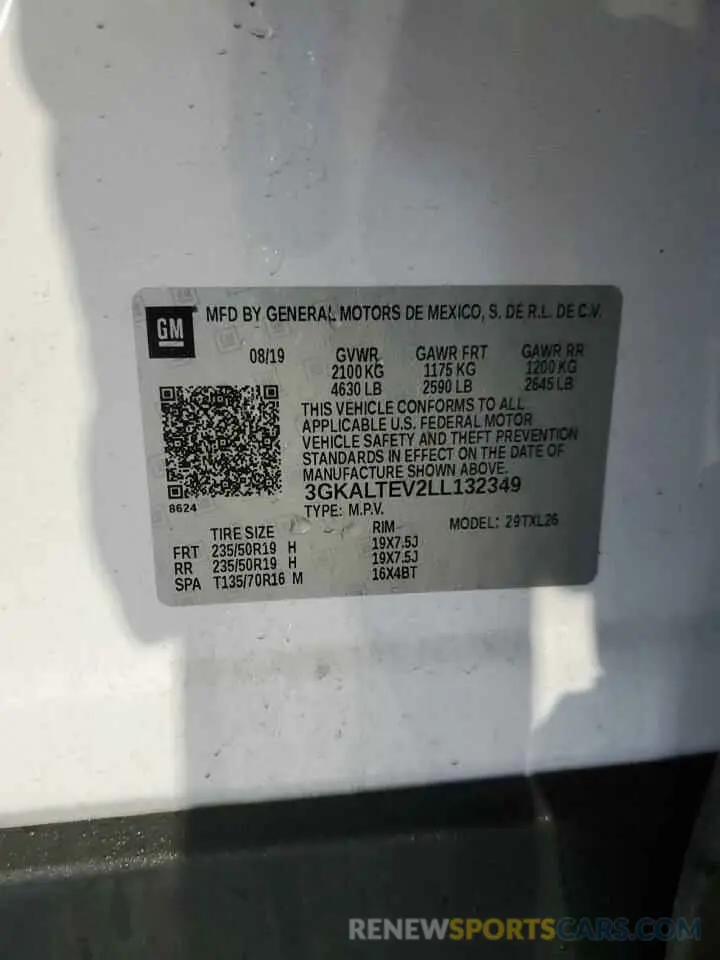 GM MFD BY GENERAL MOTORS DE MEXICO, S. DE R.L. DE C.V.
08/19 GVWR GAWR FRT GAWR RR
2100 KG 1175 KG 1200 KG
4630 LB 2590 LB 2645 LB
THIS VEHICLE CONFORMS TO ALL
APPLICABLE U.S. FEDERAL MOTOR
VEHICLE SAFETY AND THEFT PREVENTION
STANDARDS IN EFFECT ON THE DATE OF
MANUFACTURE SHOWN ABOVE.
3GKALTEV2LL132349
8624 TYPE: M.P.V.
TIRE SIZE RIM MODEL: 29TXL26
FRT 235/50R19 H 19X7.5J
RR 235/50R19 H 19X7.5J
SPA T135/70R16 M 16X4BT
RENEWSPORTSCARS.COM